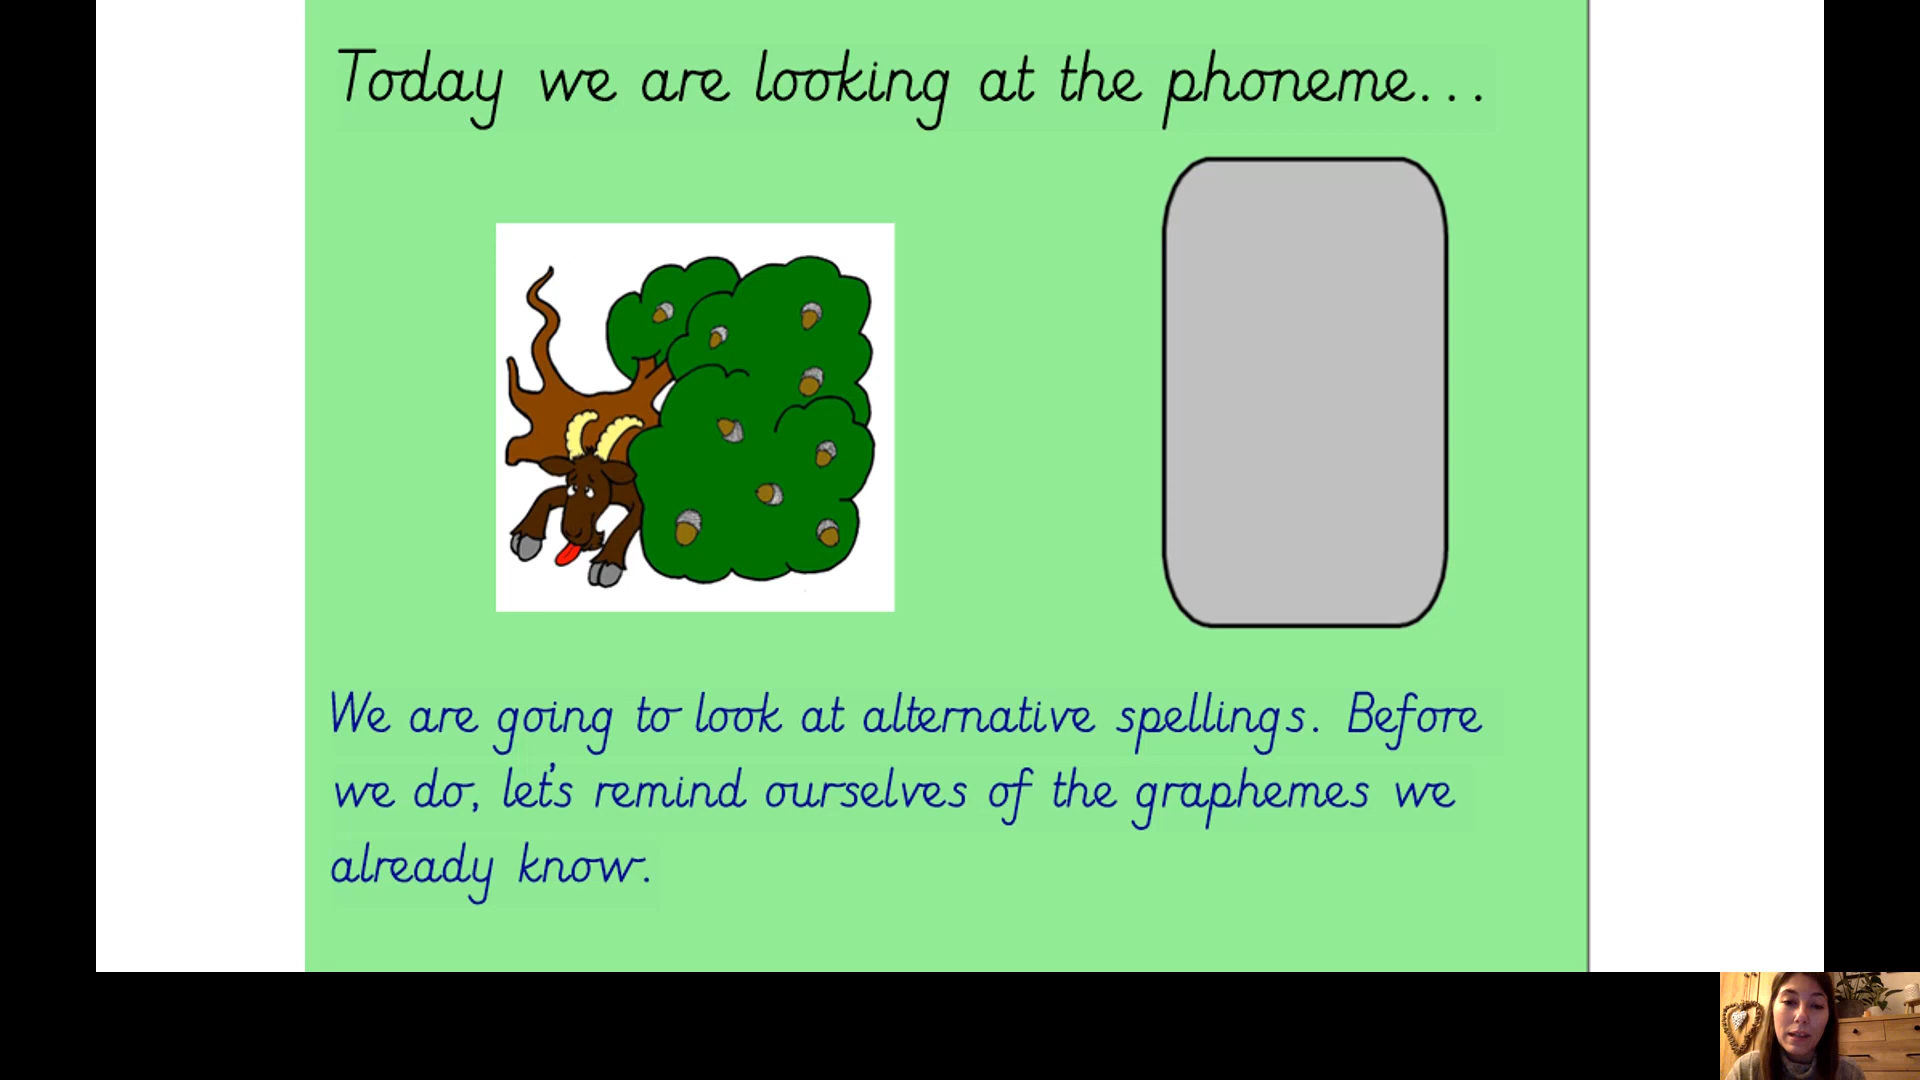 Today we are looking at the phoneme...
We are going to look at alternative spellings. Before
we do, let's remind ourselves of the graphemes we
already know.